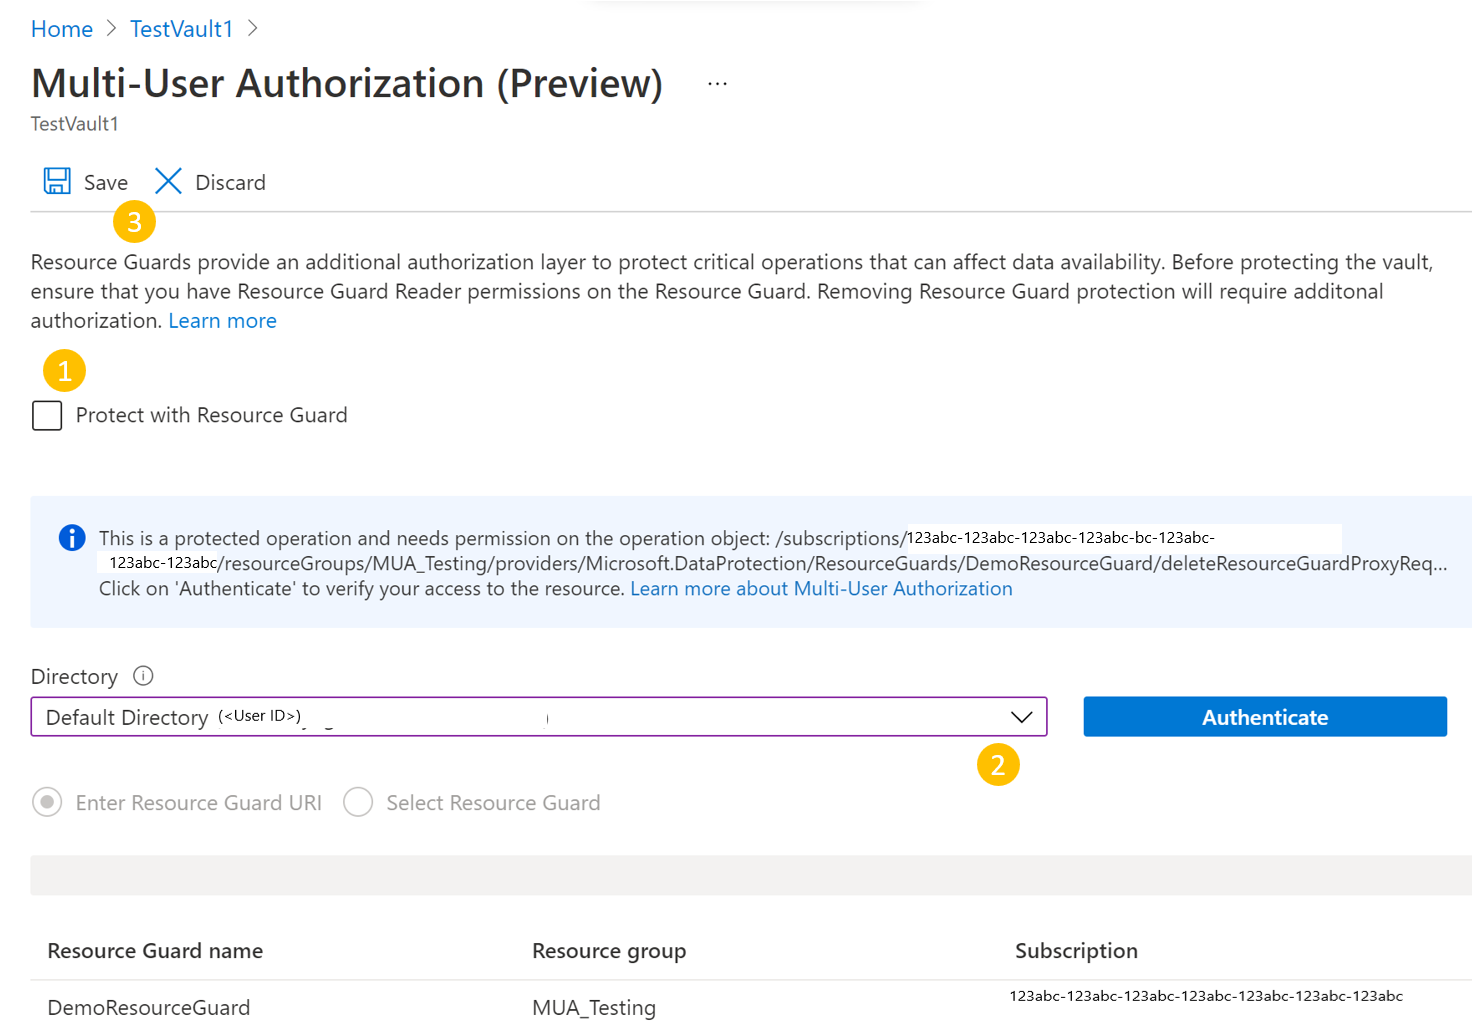 Home > TestVault1 >
Multi-User Authorization (Preview) ...
TestVault1
Save Discard
3
Resource Guards provide an additional authorization layer to protect critical operations that can affect data availability. Before protecting the vault,
ensure that you have Resource Guard Reader permissions on the Resource Guard. Removing Resource Guard protection will require additonal
authorization. Learn more
1
Protect with Resource Guard
This is a protected operation and needs permission on the operation object: /subscriptions/123abc-123abc-123abc-123abc-bc-123abc-
123abc-123abc/resourceGroups/MUA_Testing/providers/Microsoft.DataProtection/ResourceGuards/DemoResourceGuard/deleteResourceGuardProxyReq...
Click on 'Authenticate' to verify your access to the resource. Learn more about Multi-User Authorization
Directory
Default Directory (<User ID>)
Authenticate
2
Enter Resource Guard URI Select Resource Guard
Resource Guard name Resource group Subscription
DemoResourceGuard MUA_Testing 123abc-123abc-123abc-123abc-123abc-123abc-123abc